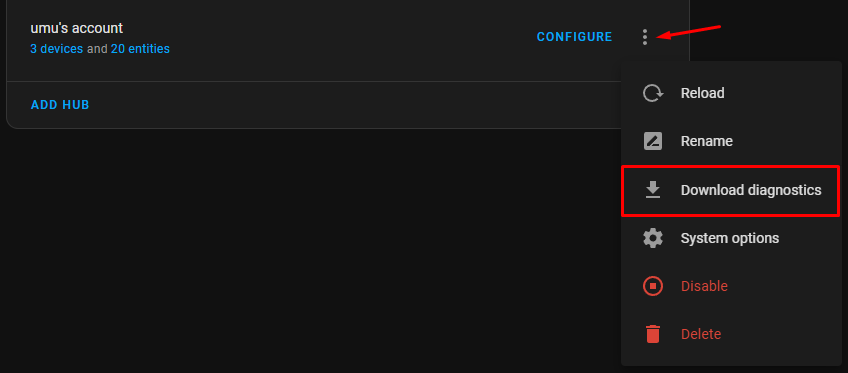 umu's account
3 devices and 20 entities
CONFIGURE
ADD HUB
Reload
Rename
Download diagnostics
System options
Disable
Delete